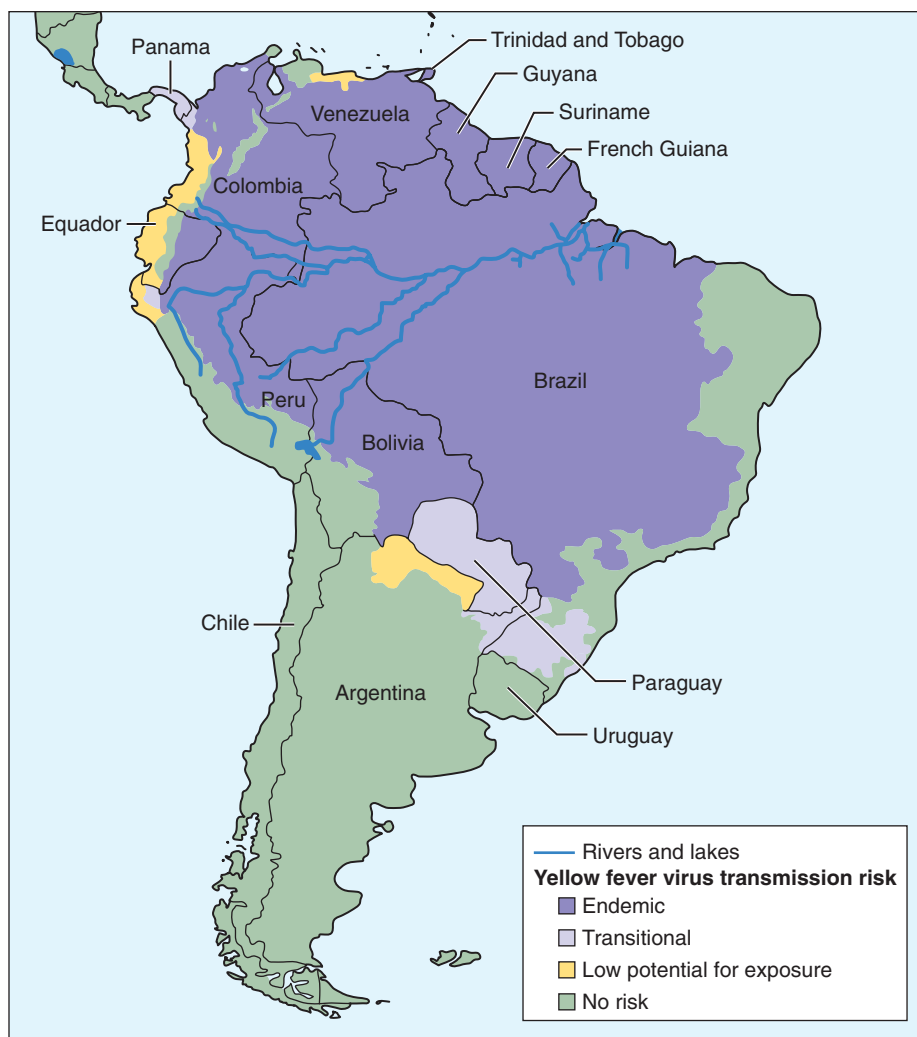 Panama
Trinidad and Tobago
Guyana
Venezuela
Suriname
French Guiana
Colombia
Equador
Brazil
Peru
Bolivia
Chile
Paraguay
Argentina
Uruguay
Rivers and lakes
Yellow fever virus transmission risk
Endemic
Transitional
Low potential for exposure
No risk